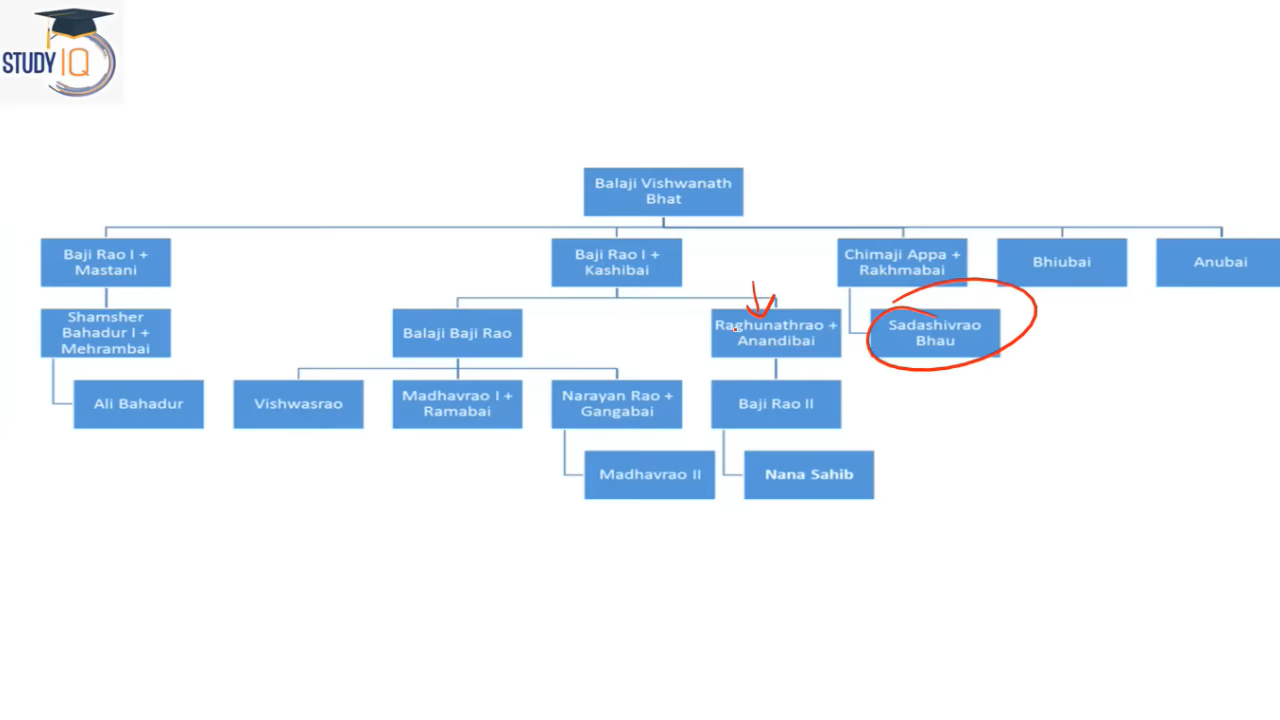 STUDY IQ
Balaji Vishwanath
Bhat
Baji Rao I +
Mastani
Baji Rao I +
Kashibai
Chimaji Appa +
Rakhmabai
Bhiubai
Anubai
Shamsher
Bahadur I +
Mehrambai
Balaji Baji Rao
Raghunathrao +
Anandibai
Sadashivrao
Bhau
Ali Bahadur
Vishwasrao
Madhavrao I +
Ramabai
Narayan Rao +
Gangabai
Baji Rao II
Madhavrao II
Nana Sahib